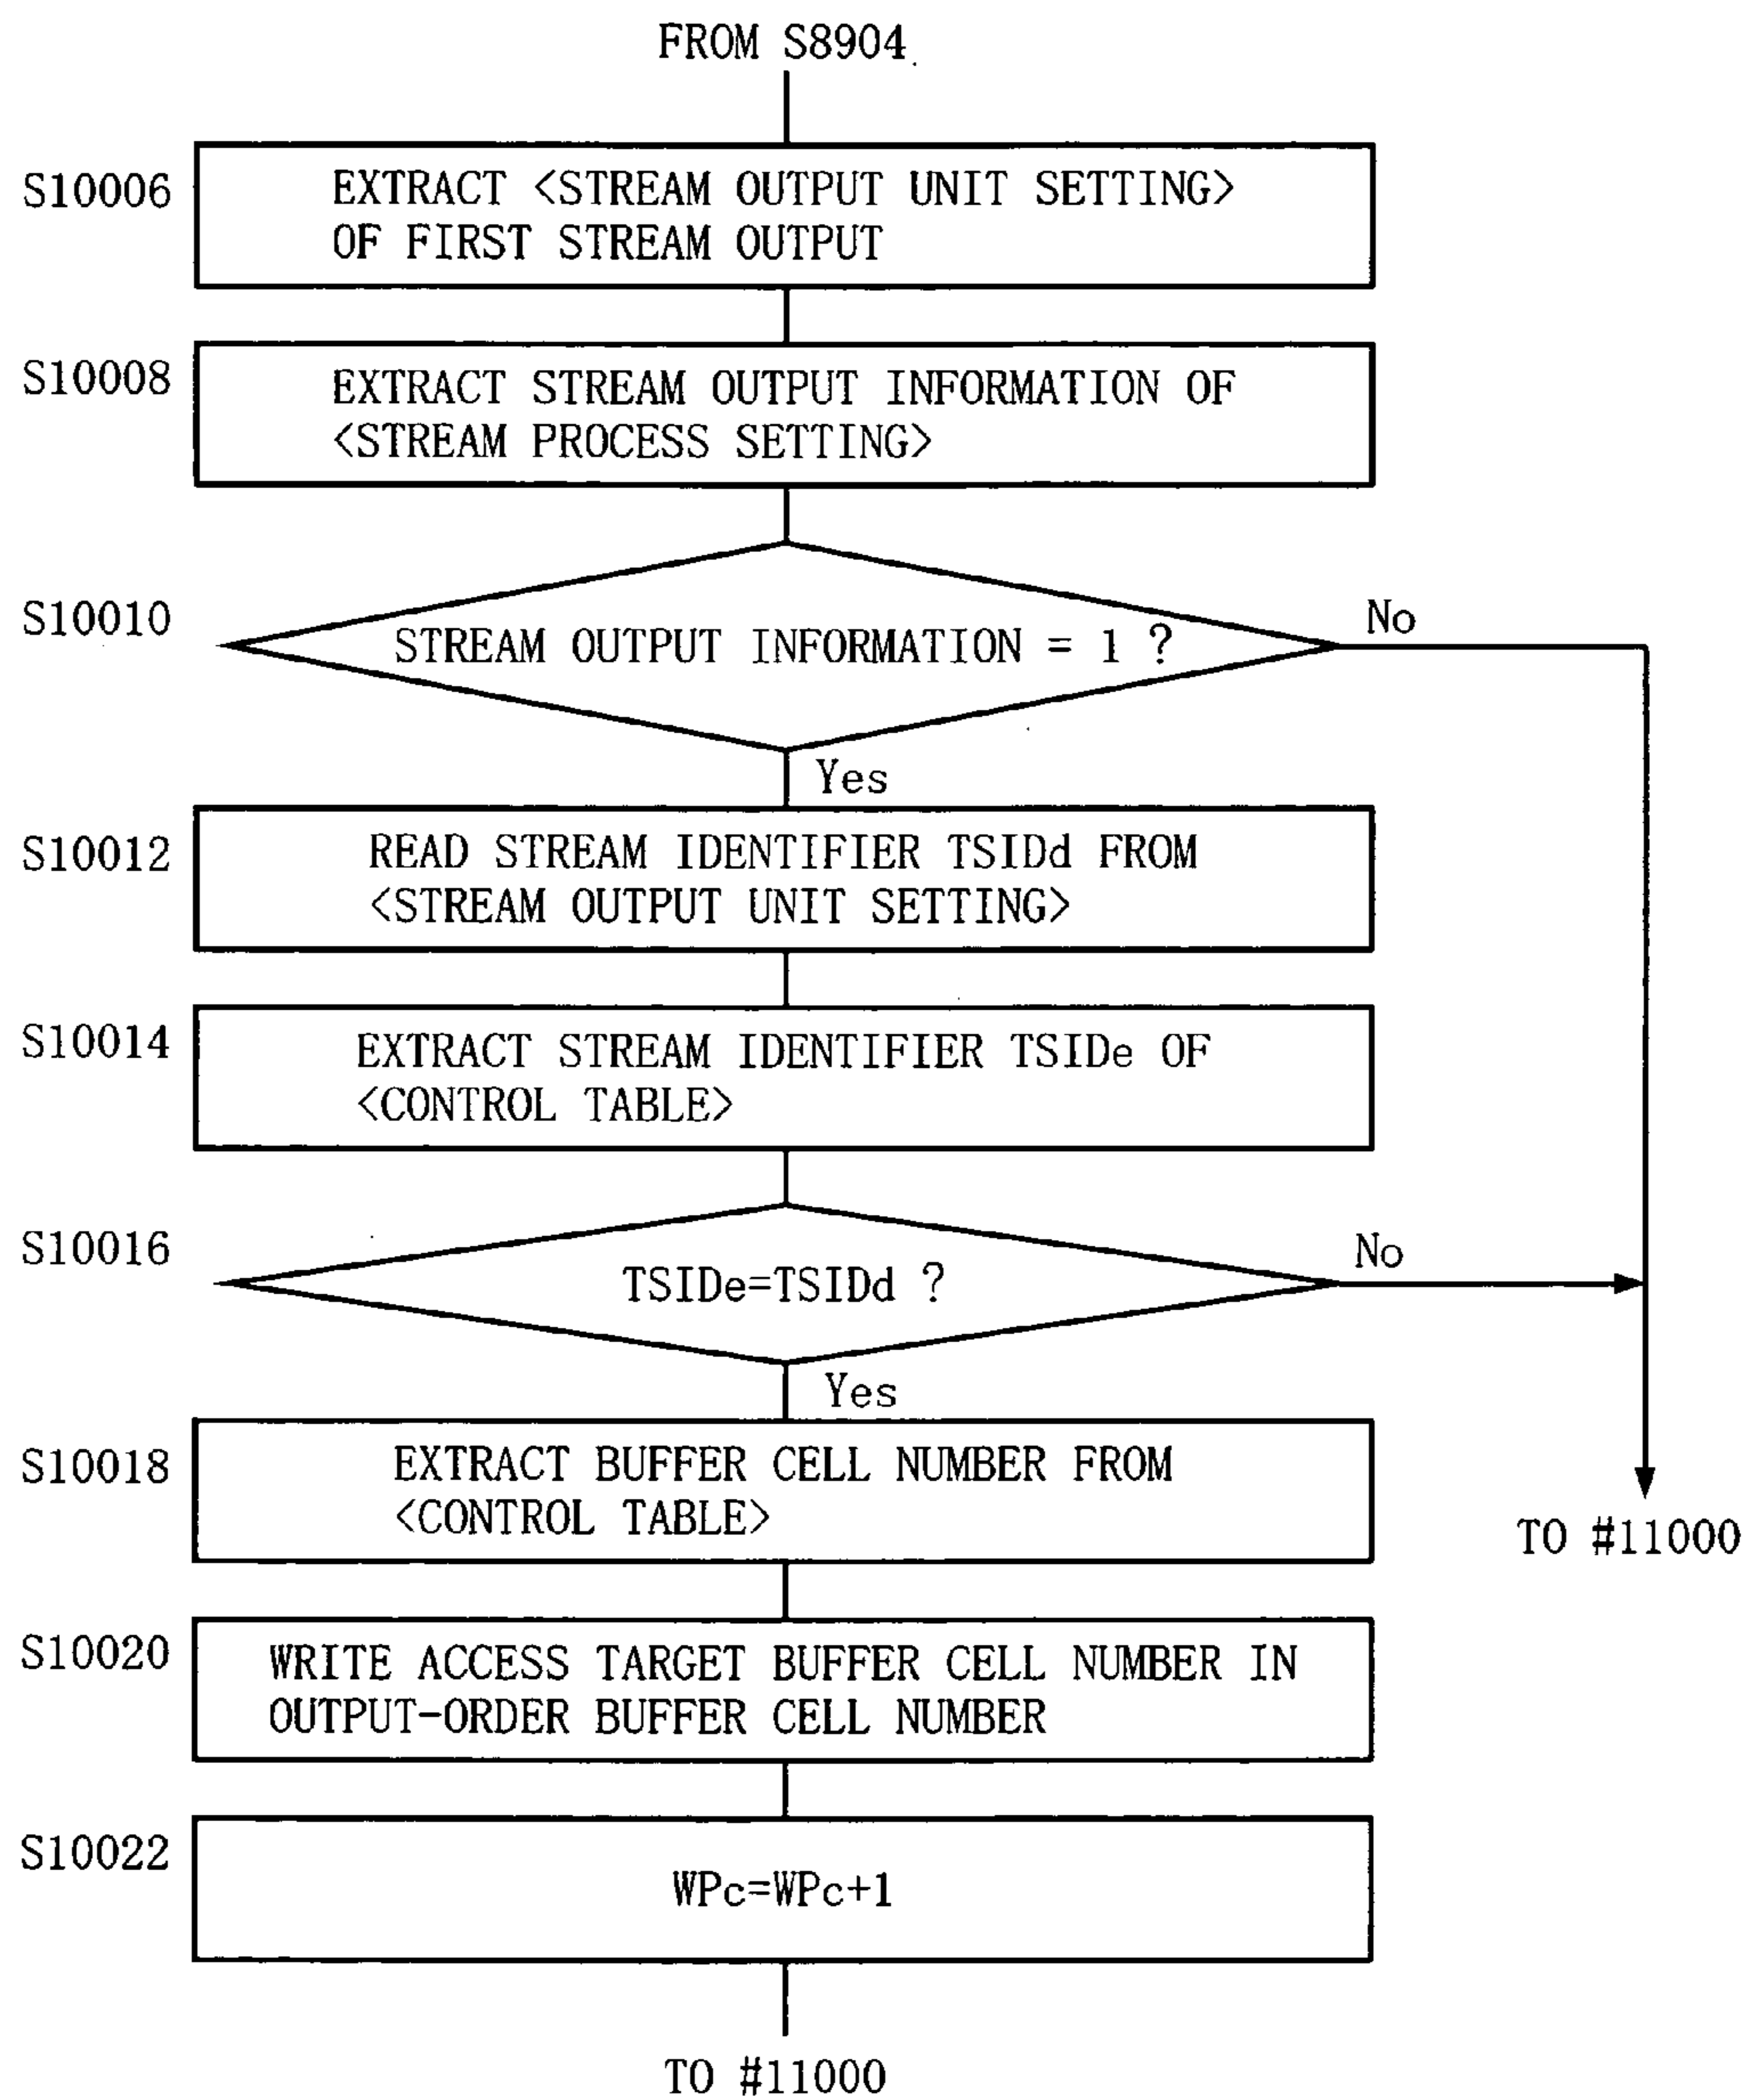 FROM S8904
S10006
EXTRACT <STREAM OUTPUT UNIT SETTING>
OF FIRST STREAM OUTPUT
S10008
EXTRACT STREAM OUTPUT INFORMATION OF
<STREAM PROCESS SETTING>
S10010
STREAM OUTPUT INFORMATION = 1 ?
No
Yes
S10012
READ STREAM IDENTIFIER TSIDd FROM
<STREAM OUTPUT UNIT SETTING>
S10014
EXTRACT STREAM IDENTIFIER TSIDe OF
<CONTROL TABLE>
S10016
TSIDe=TSIDd ?
No
Yes
S10018
EXTRACT BUFFER CELL NUMBER FROM
<CONTROL TABLE>
TO #11000
S10020
WRITE ACCESS TARGET BUFFER CELL NUMBER IN
OUTPUT-ORDER BUFFER CELL NUMBER
S10022
WPc=WPc+1
TO #11000